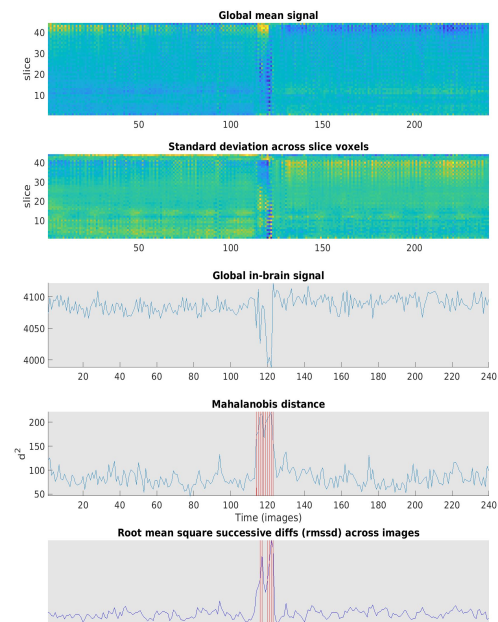 Global mean signal
40
30
20
10
slice
50 100 150 200
Standard deviation across slice voxels
40
30
20
10
slice
50 100 150 200
Global in-brain signal
4100
4050
4000
20 40 60 80 100 120 140 160 180 200 220 240
Mahalanobis distance
200
150
100
50
d²
20 40 60 80 100 120 140 160 180 200 220 240
Time (images)
Root mean square successive diffs (rmssd) across images